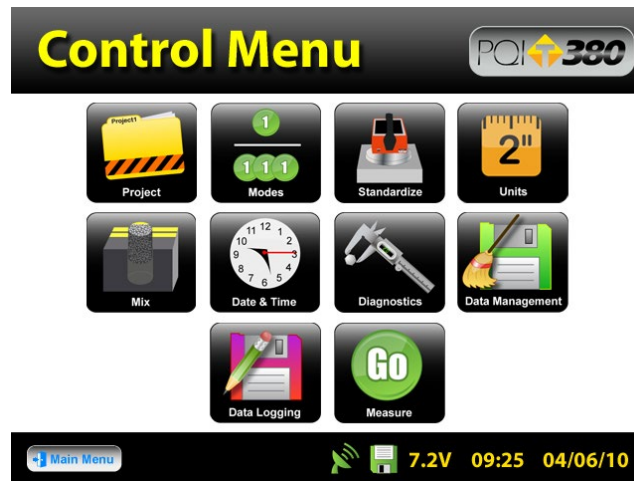 Control Menu
PQI T 380
Project1
Project
1
1 1 1
Modes
Standardize
2"
Units
Mix
11 12 1
10 2
9 3
8 4
7 6 5
Date & Time
Diagnostics
Data Management
Data Logging
Go
Measure
Main Menu
7.2V 09:25 04/06/10